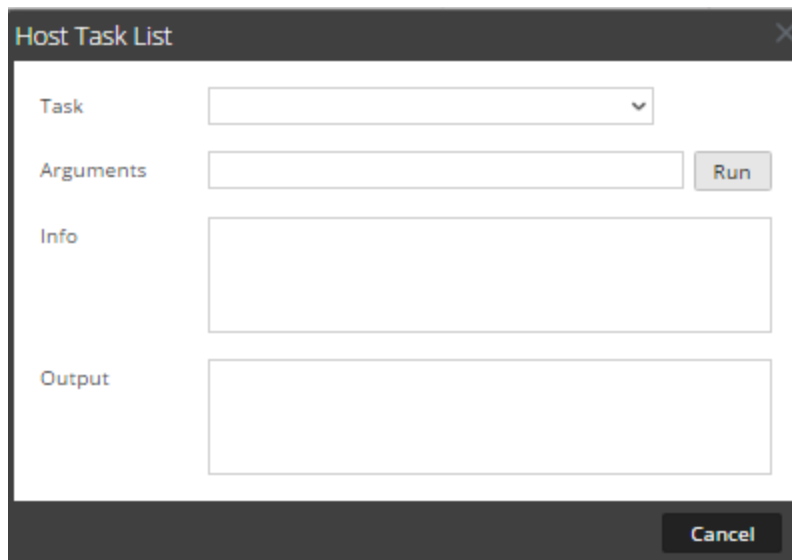 Host Task List
Task
Arguments
Run
Info
Output
Cancel